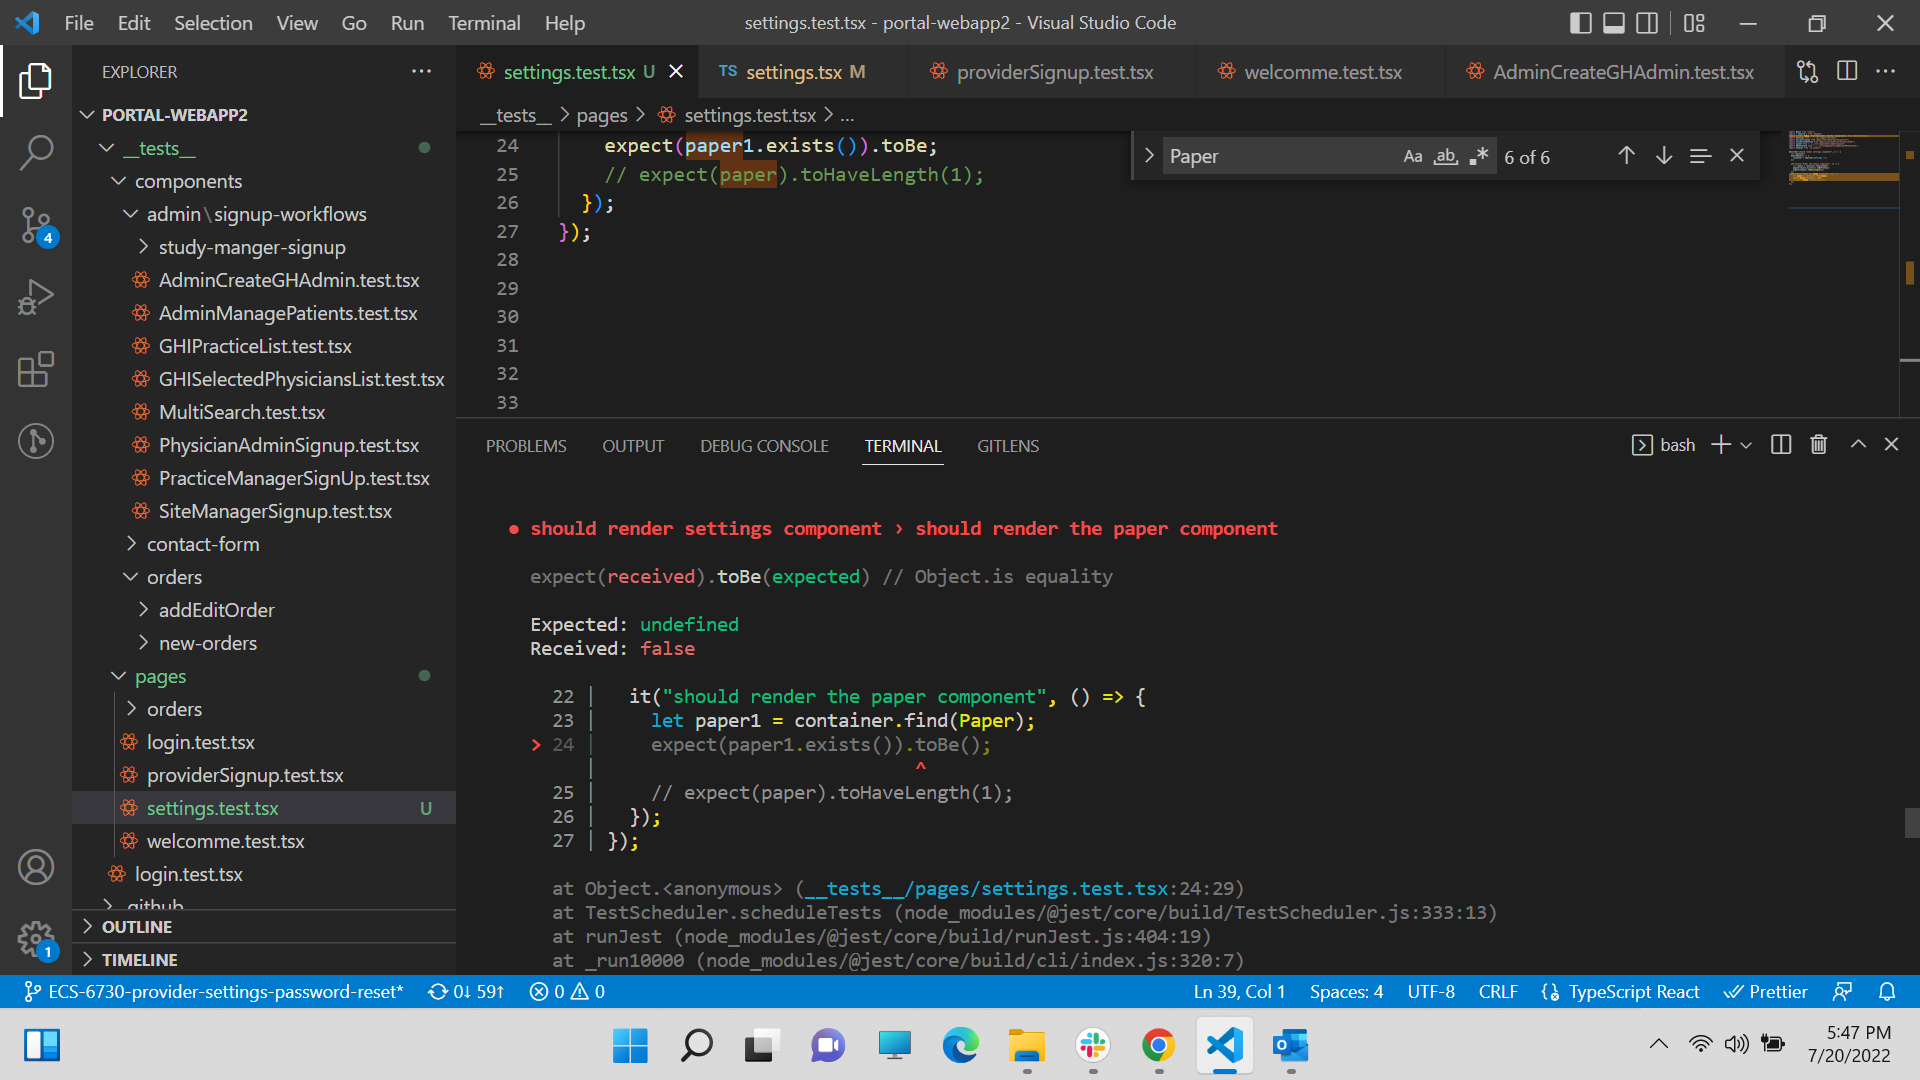 File Edit Selection View Go Run Terminal Help
settings.test.tsx - portal-webapp2 - Visual Studio Code
EXPLORER
settings.test.tsx U
TS settings.tsx M
providerSignup.test.tsx
welcomme.test.tsx
AdminCreateGHAdmin.test.tsx
__tests__ > pages > settings.test.tsx > ...
PORTAL-WEBAPP2
__tests__
components
admin\signup-workflows
study-manger-signup
AdminCreateGHAdmin.test.tsx
AdminManagePatients.test.tsx
GHIPracticeList.test.tsx
GHISelectedPhysiciansList.test.tsx
MultiSearch.test.tsx
PhysicianAdminSignup.test.tsx
PracticeManagerSignUp.test.tsx
SiteManagerSignup.test.tsx
contact-form
orders
addEditOrder
new-orders
pages
orders
login.test.tsx
providerSignup.test.tsx
settings.test.tsx U
welcomme.test.tsx
login.test.tsx
.github
OUTLINE
TIMELINE
4
1
24 expect(paper1.exists()).toBe;
25 // expect(paper).toHaveLength(1);
26 });
27 });
28
29
30
31
32
33
Paper Aa ab .* 6 of 6
PROBLEMS OUTPUT DEBUG CONSOLE TERMINAL GITLENS
bash
● should render settings component › should render the paper component
expect(received).toBe(expected) // Object.is equality
Expected: undefined
Received: false
22 | it("should render the paper component", () => {
23 | let paper1 = container.find(Paper);
> 24 | expect(paper1.exists()).toBe();
| ^
25 | // expect(paper).toHaveLength(1);
26 | });
27 | });
at Object.<anonymous> (__tests__/pages/settings.test.tsx:24:29)
at TestScheduler.scheduleTests (node_modules/@jest/core/build/TestScheduler.js:333:13)
at runJest (node_modules/@jest/core/build/runJest.js:404:19)
at _run10000 (node_modules/@jest/core/build/cli/index.js:320:7)
ECS-6730-provider-settings-password-reset* 0↓ 59↑ 0 0
Ln 39, Col 1 Spaces: 4 UTF-8 CRLF {} TypeScript React Prettier
5:47 PM
7/20/2022